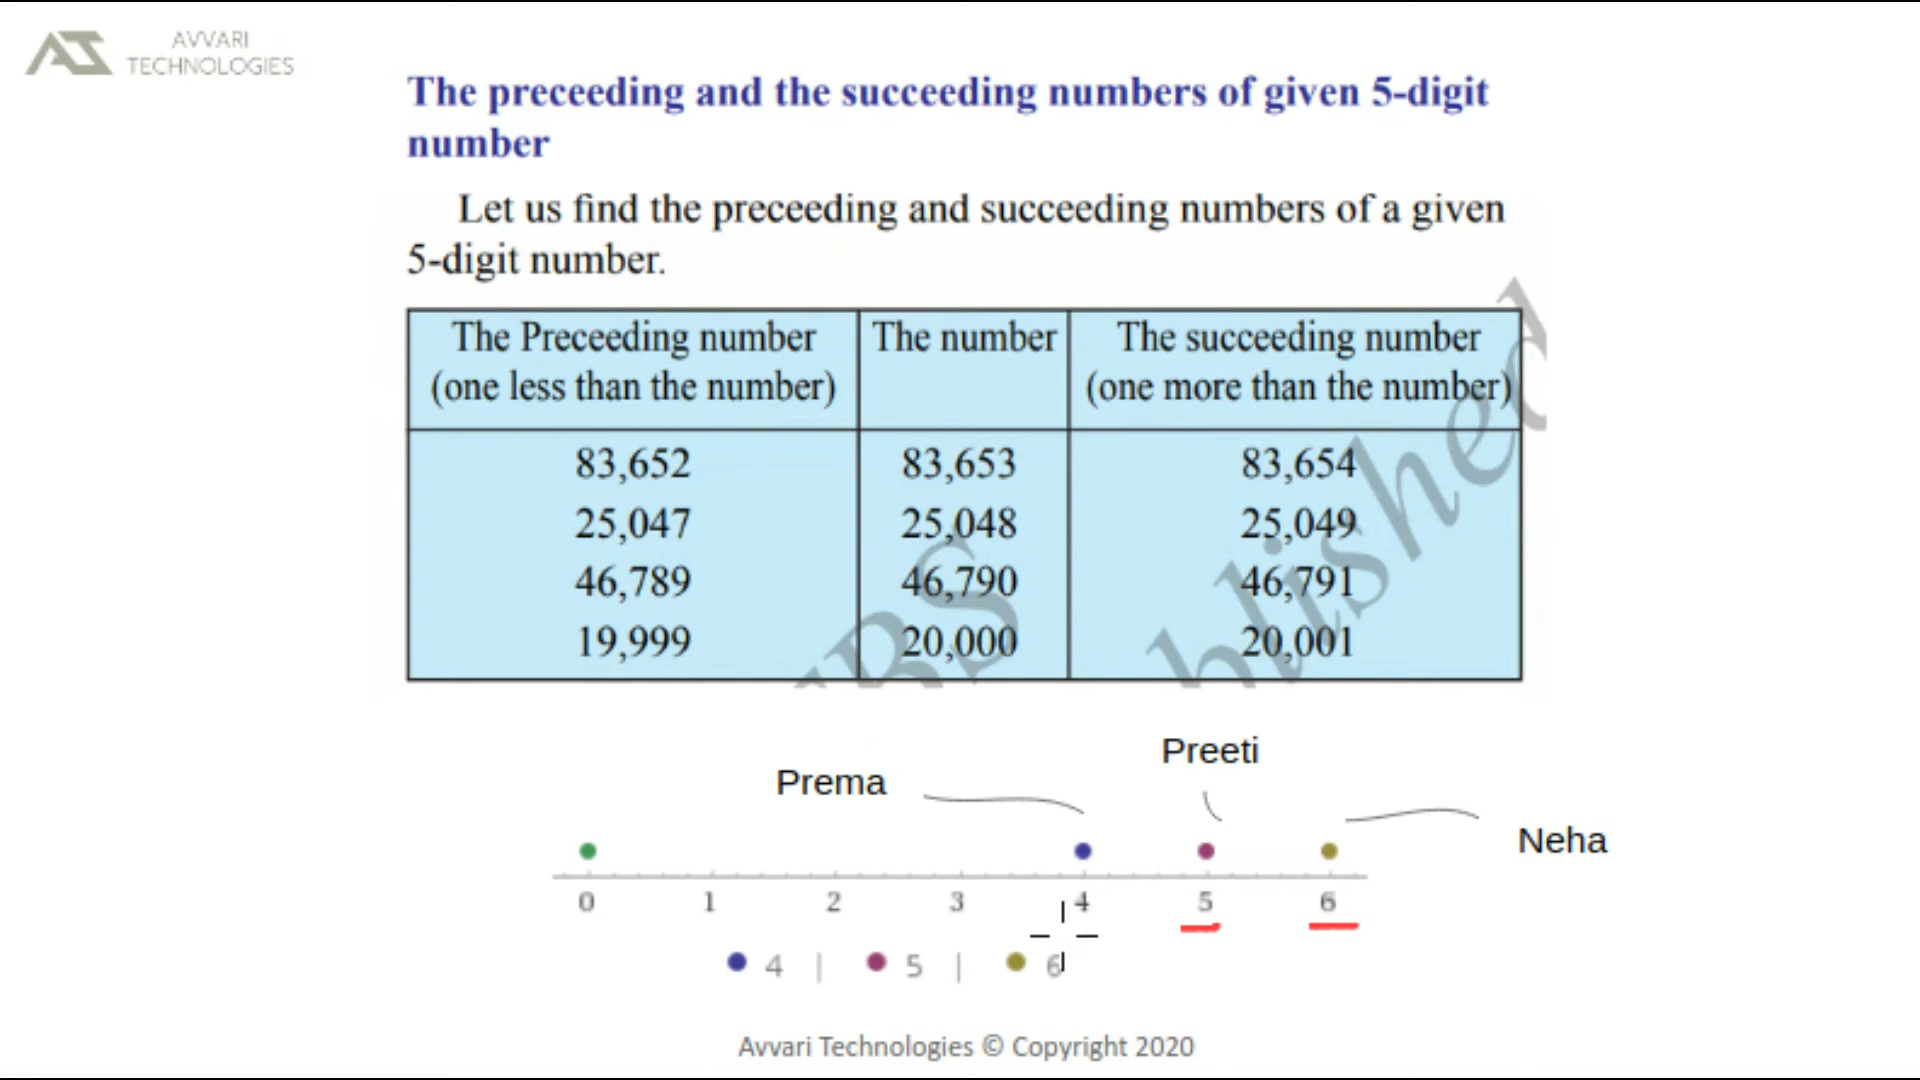 AVVARI
TECHNOLOGIES
The preceeding and the succeeding numbers of given 5-digit
number
Let us find the preceeding and succeeding numbers of a given
5-digit number.
The Preceeding number The number The succeeding number
(one less than the number) (one more than the number)
83,652 83,653 83,654
25,047 25,048 25,049
46,789 46,790 46,791
19,999 20,000 20,001
blished
Preeti
Prema
Neha
0 1 2 3 4 5 6
4 | 5 | 6
Avvari Technologies © Copyright 2020